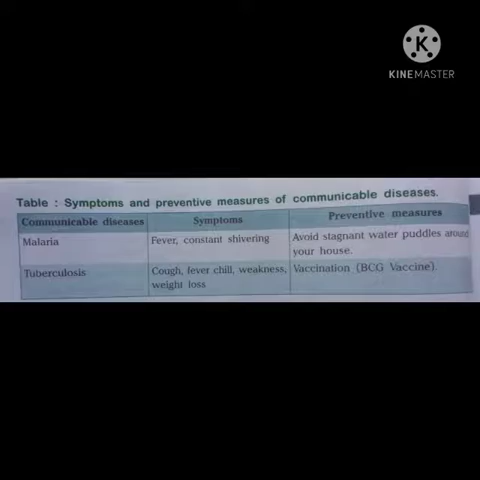 K
KINEMASTER
Table : Symptoms and preventive measures of communicable diseases.
Communicable diseases Symptoms Preventive measures
Malaria Fever, constant shivering Avoid stagnant water puddles around
your house.
Tuberculosis Cough, fever chill, weakness, Vaccination (BCG Vaccine).
weight loss